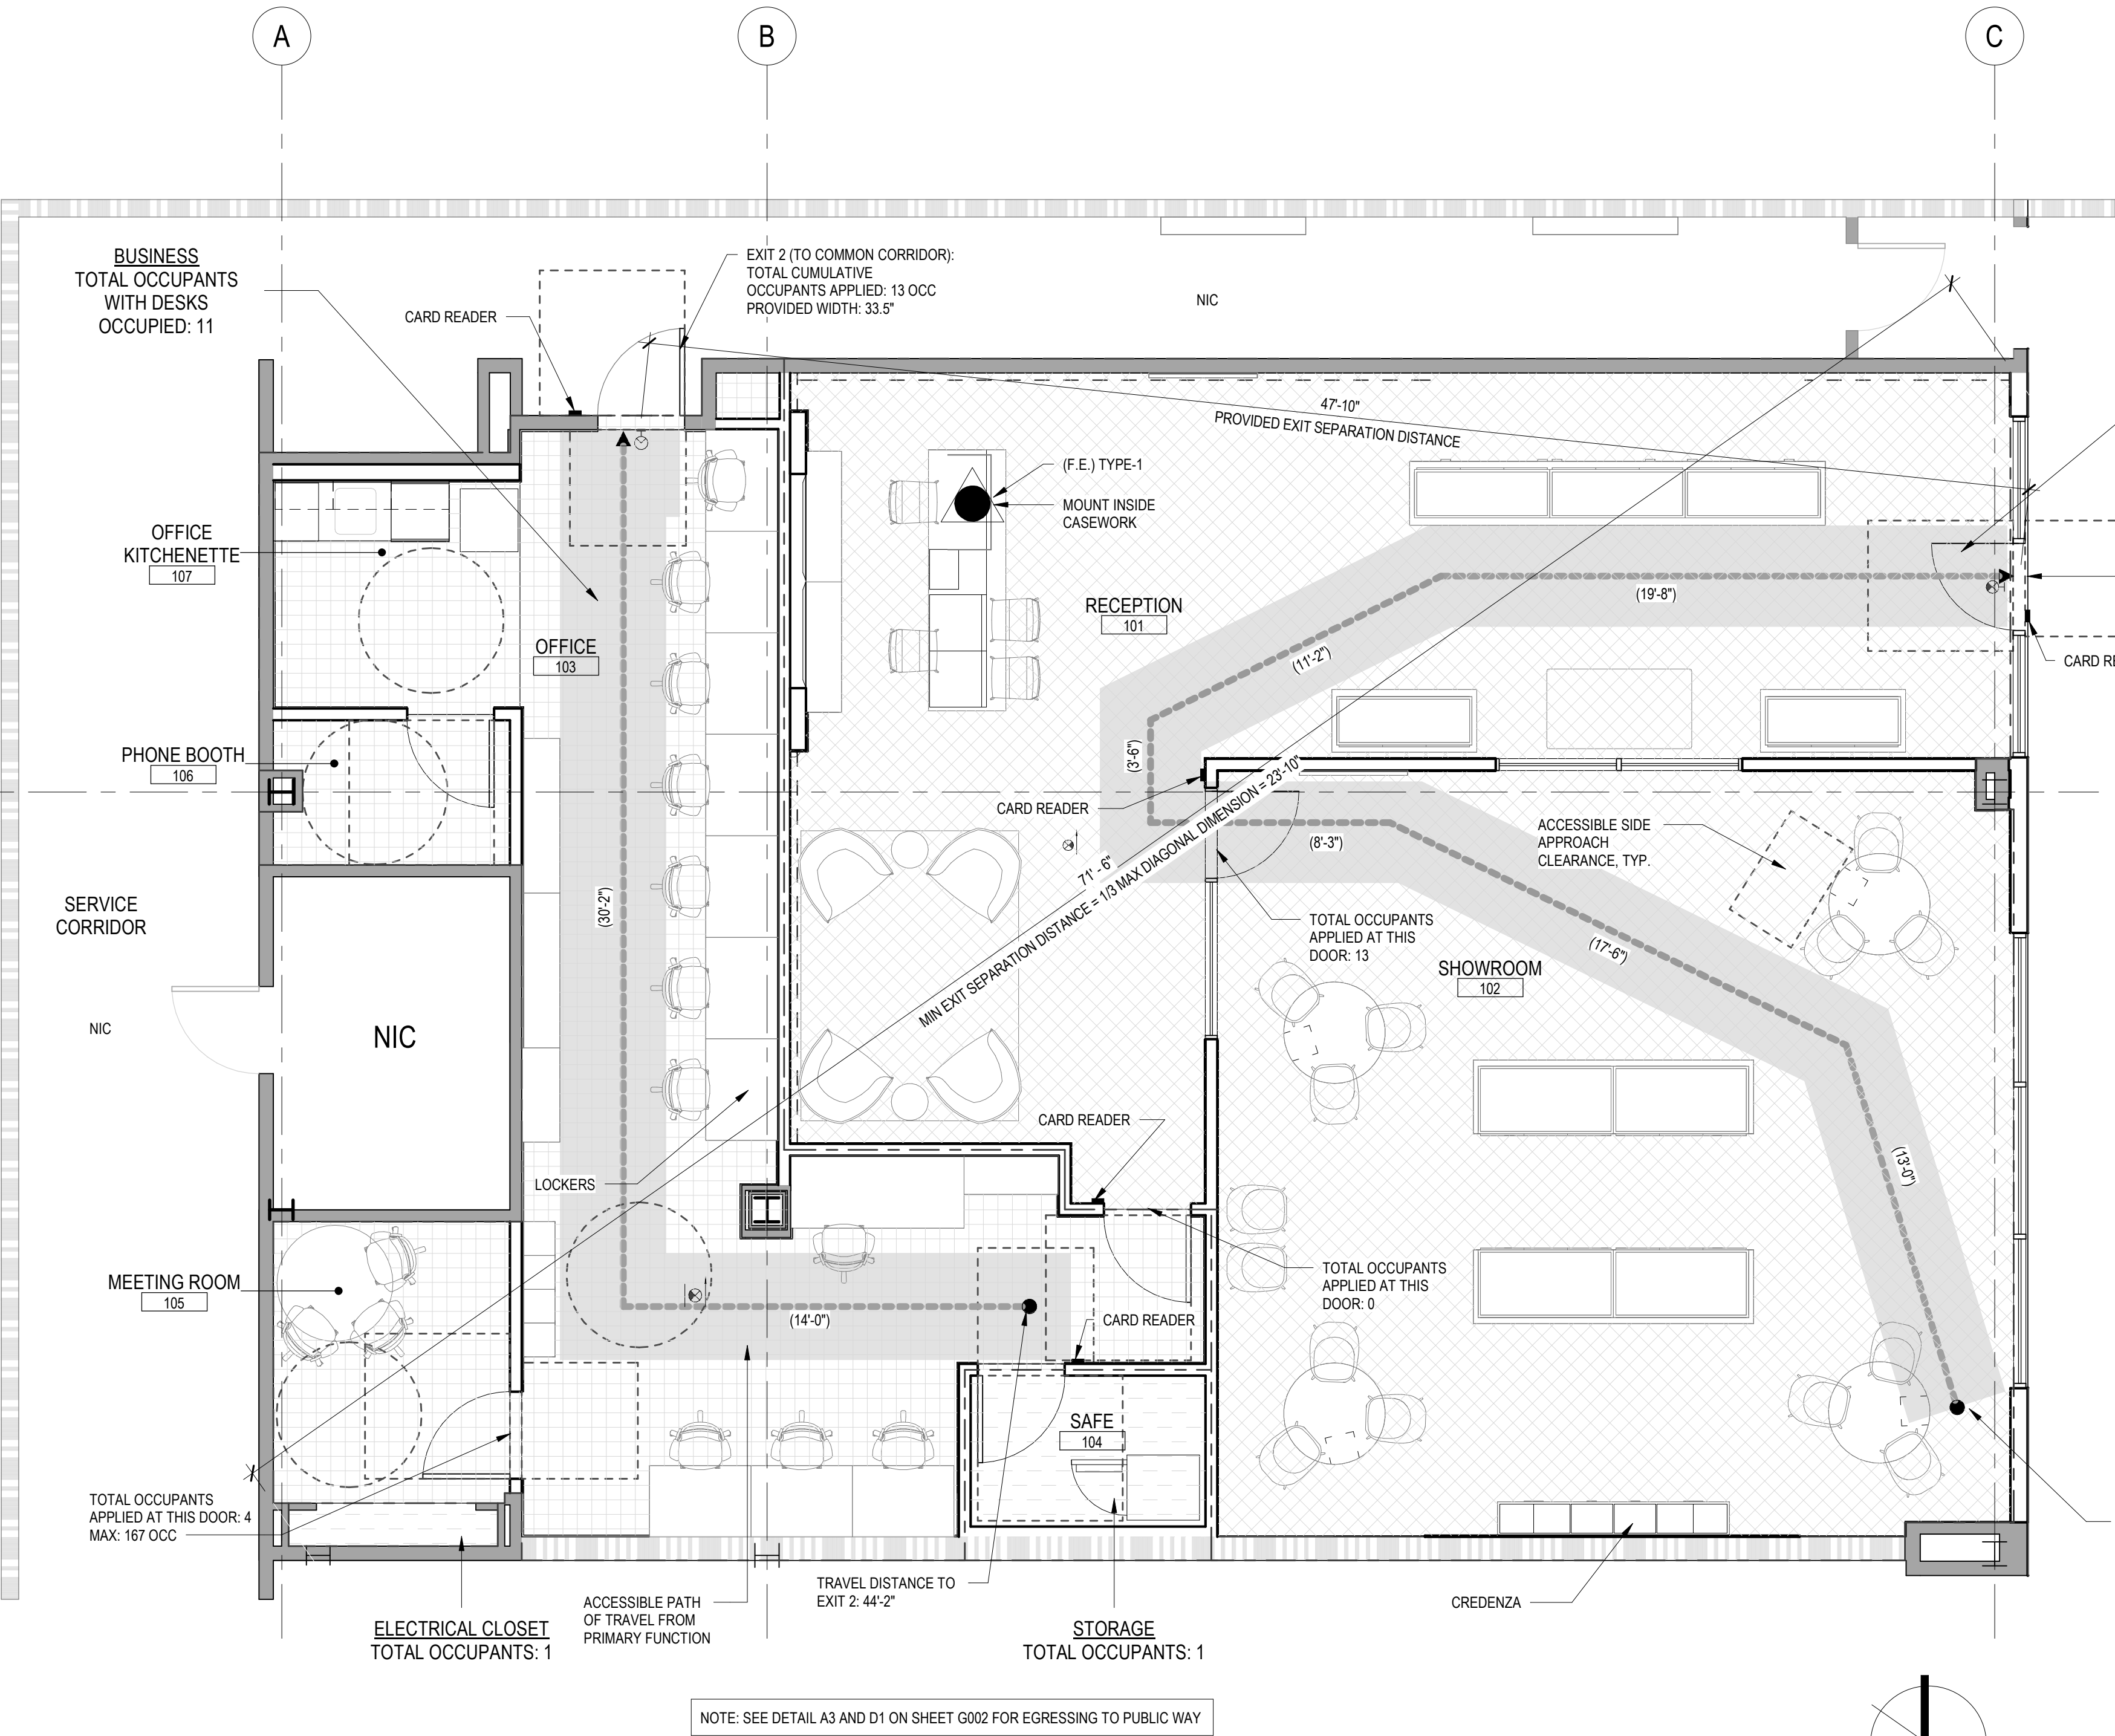 A
B
C
BUSINESS
TOTAL OCCUPANTS
WITH DESKS
OCCUPIED: 11
CARD READER
EXIT 2 (TO COMMON CORRIDOR):
TOTAL CUMULATIVE
OCCUPANTS APPLIED: 13 OCC
PROVIDED WIDTH: 33.5"
NIC
47'-10"
PROVIDED EXIT SEPARATION DISTANCE
(F.E.) TYPE-1
MOUNT INSIDE
CASEWORK
OFFICE
KITCHENETTE
107
OFFICE
103
RECEPTION
101
(19'-8")
(11'-2")
CARD RE
PHONE BOOTH
106
(3'-6")
CARD READER
(8'-3")
ACCESSIBLE SIDE
APPROACH
CLEARANCE, TYP.
71' - 6"
MIN EXIT SEPARATION DISTANCE = 1/3 MAX DIAGONAL DIMENSION = 23'-10"
SERVICE
CORRIDOR
(30'-2")
TOTAL OCCUPANTS
APPLIED AT THIS
DOOR: 13
(17'-6")
SHOWROOM
102
NIC
NIC
CARD READER
(13'-0")
LOCKERS
MEETING ROOM
105
TOTAL OCCUPANTS
APPLIED AT THIS
DOOR: 0
(14'-0")
CARD READER
SAFE
104
TOTAL OCCUPANTS
APPLIED AT THIS DOOR: 4
MAX: 167 OCC
TRAVEL DISTANCE TO
EXIT 2: 44'-2"
ACCESSIBLE PATH
OF TRAVEL FROM
PRIMARY FUNCTION
CREDENZA
ELECTRICAL CLOSET
TOTAL OCCUPANTS: 1
STORAGE
TOTAL OCCUPANTS: 1
NOTE: SEE DETAIL A3 AND D1 ON SHEET G002 FOR EGRESSING TO PUBLIC WAY